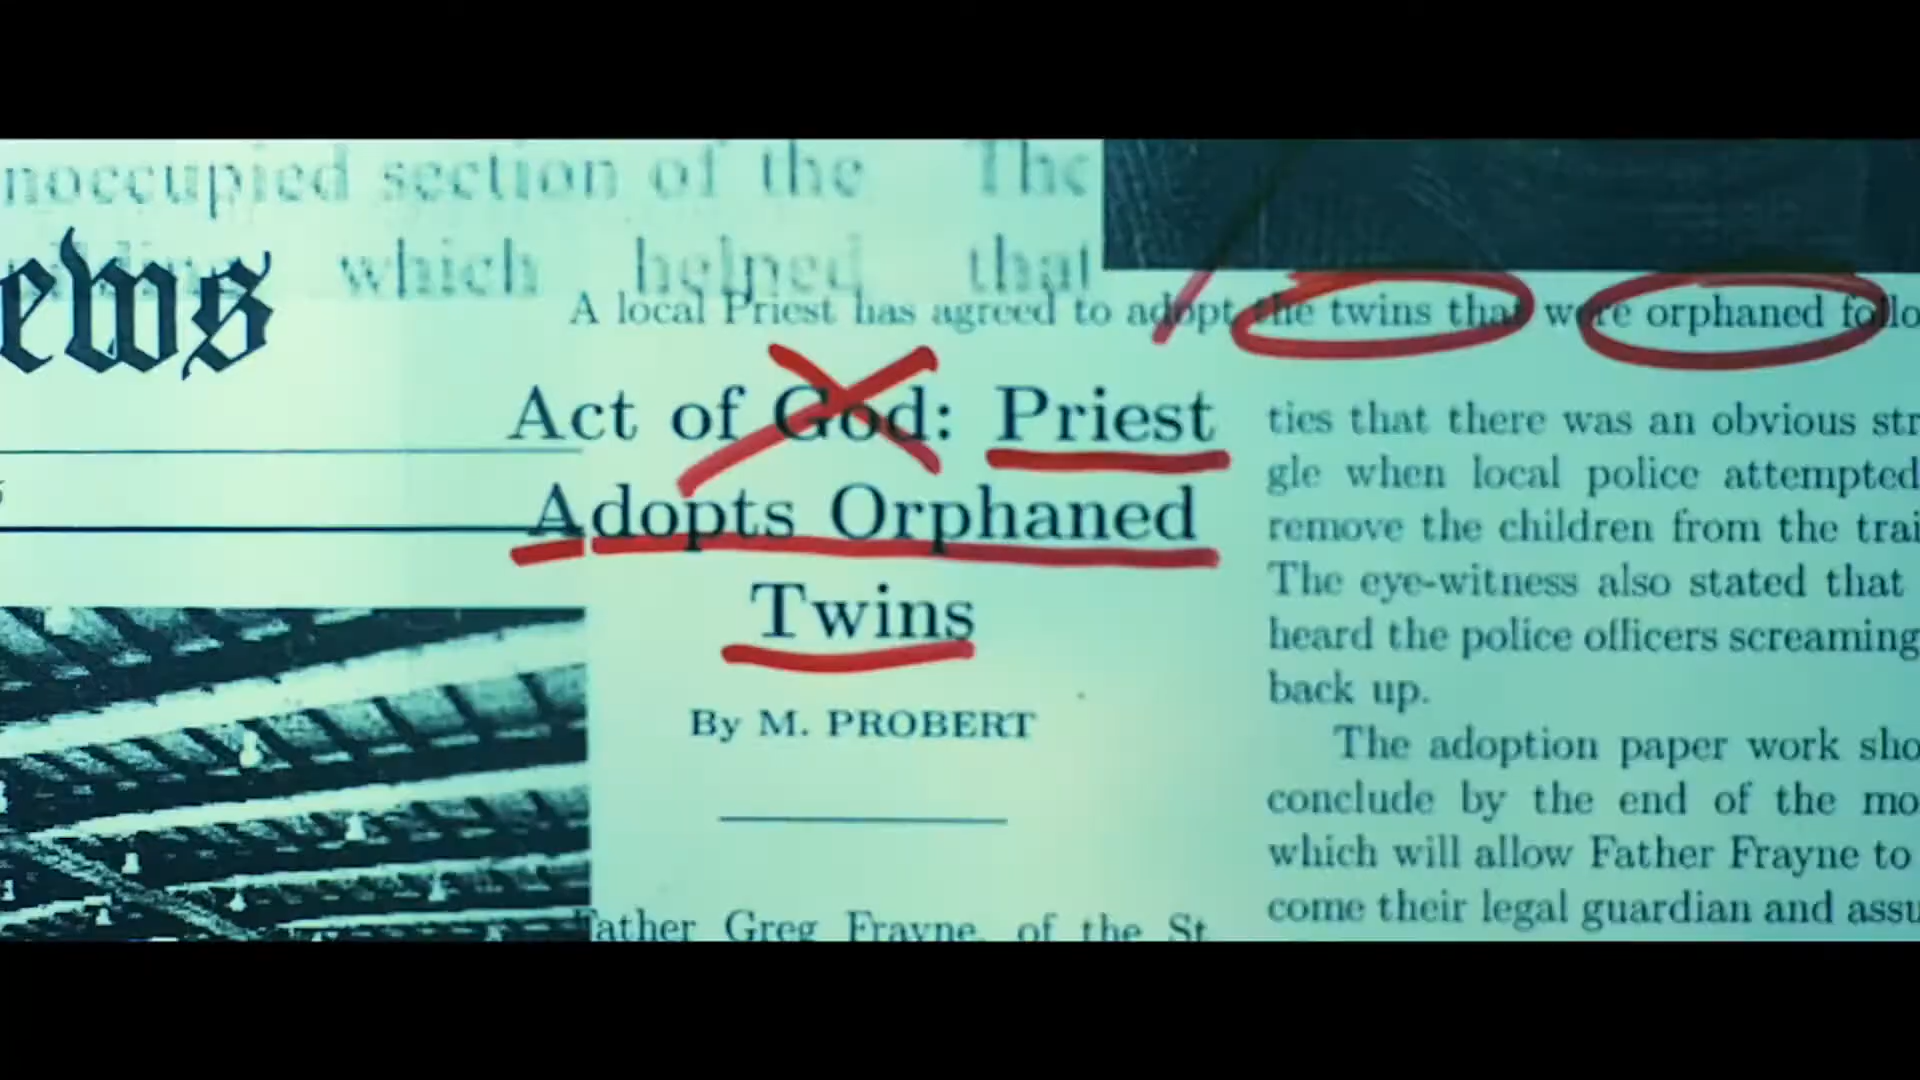 noccupied section of the The
which helped that
ews
A local Priest has agreed to adopt the twins that were orphaned follo
Act of God: Priest
Adopts Orphaned
Twins
By M. PROBERT
Father Greg Frayne, of the St
ties that there was an obvious str
gle when local police attempted
remove the children from the trai
The eye-witness also stated that
heard the police officers screaming
back up.
The adoption paper work sho
conclude by the end of the mo
which will allow Father Frayne to
come their legal guardian and assu